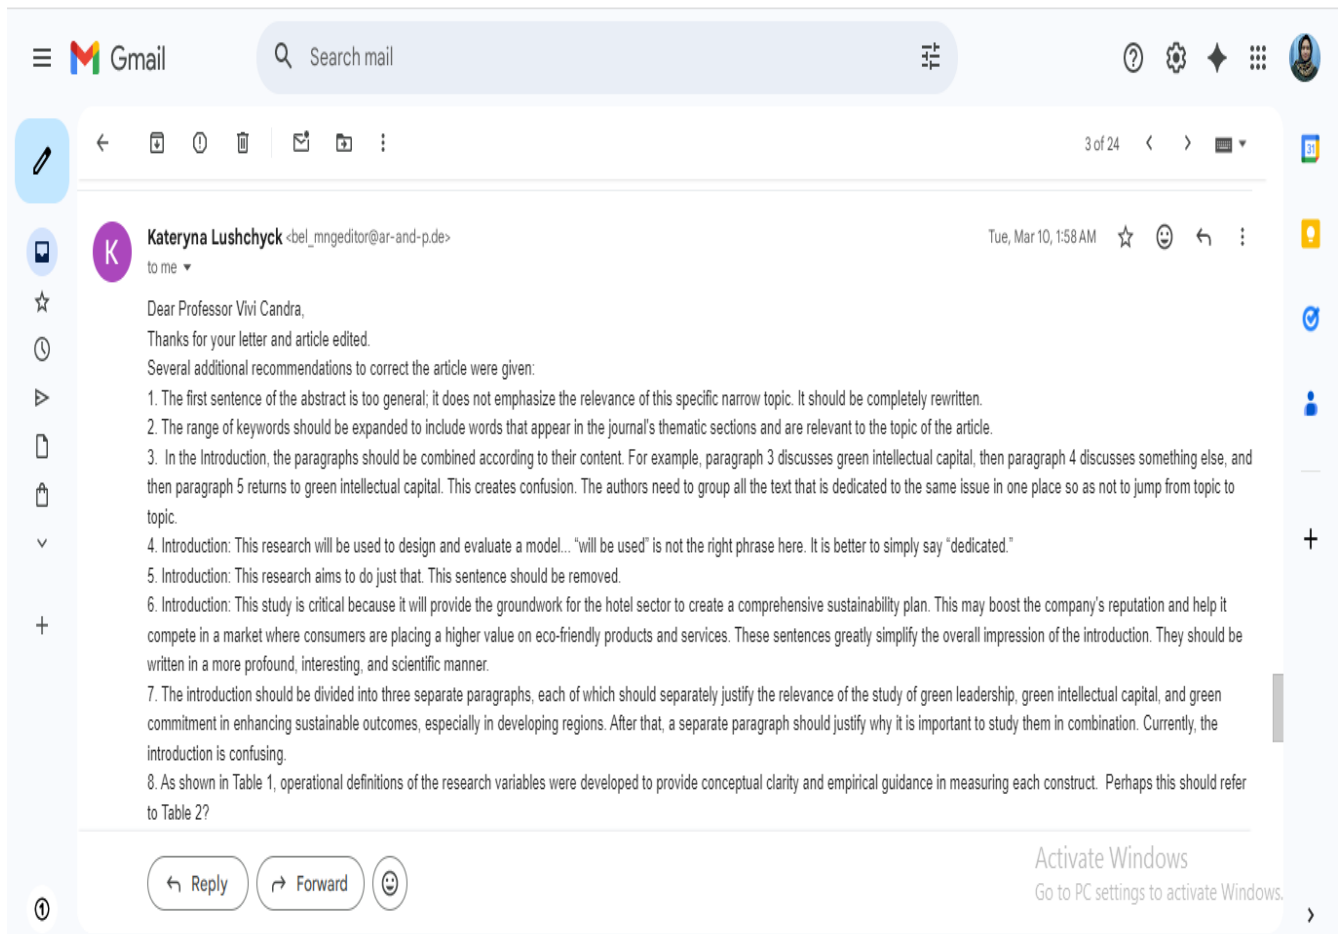 Gmail
Search mail
3 of 24
31
K
Kateryna Lushchyck <bel_mngeditor@ar-and-p.de>
Tue, Mar 10, 1:58 AM
to me
Dear Professor Vivi Candra,
Thanks for your letter and article edited.
Several additional recommendations to correct the article were given:
1. The first sentence of the abstract is too general; it does not emphasize the relevance of this specific narrow topic. It should be completely rewritten.
2. The range of keywords should be expanded to include words that appear in the journal's thematic sections and are relevant to the topic of the article.
3.  In the Introduction, the paragraphs should be combined according to their content. For example, paragraph 3 discusses green intellectual capital, then paragraph 4 discusses something else, and
then paragraph 5 returns to green intellectual capital. This creates confusion. The authors need to group all the text that is dedicated to the same issue in one place so as not to jump from topic to
topic.
4. Introduction: This research will be used to design and evaluate a model... “will be used” is not the right phrase here. It is better to simply say “dedicated.”
5. Introduction: This research aims to do just that. This sentence should be removed.
6. Introduction: This study is critical because it will provide the groundwork for the hotel sector to create a comprehensive sustainability plan. This may boost the company's reputation and help it
compete in a market where consumers are placing a higher value on eco-friendly products and services. These sentences greatly simplify the overall impression of the introduction. They should be
written in a more profound, interesting, and scientific manner.
7. The introduction should be divided into three separate paragraphs, each of which should separately justify the relevance of the study of green leadership, green intellectual capital, and green
commitment in enhancing sustainable outcomes, especially in developing regions. After that, a separate paragraph should justify why it is important to study them in combination. Currently, the
introduction is confusing.
8. As shown in Table 1, operational definitions of the research variables were developed to provide conceptual clarity and empirical guidance in measuring each construct.  Perhaps this should refer
to Table 2?
Reply
Forward
Activate Windows
Go to PC settings to activate Windows.